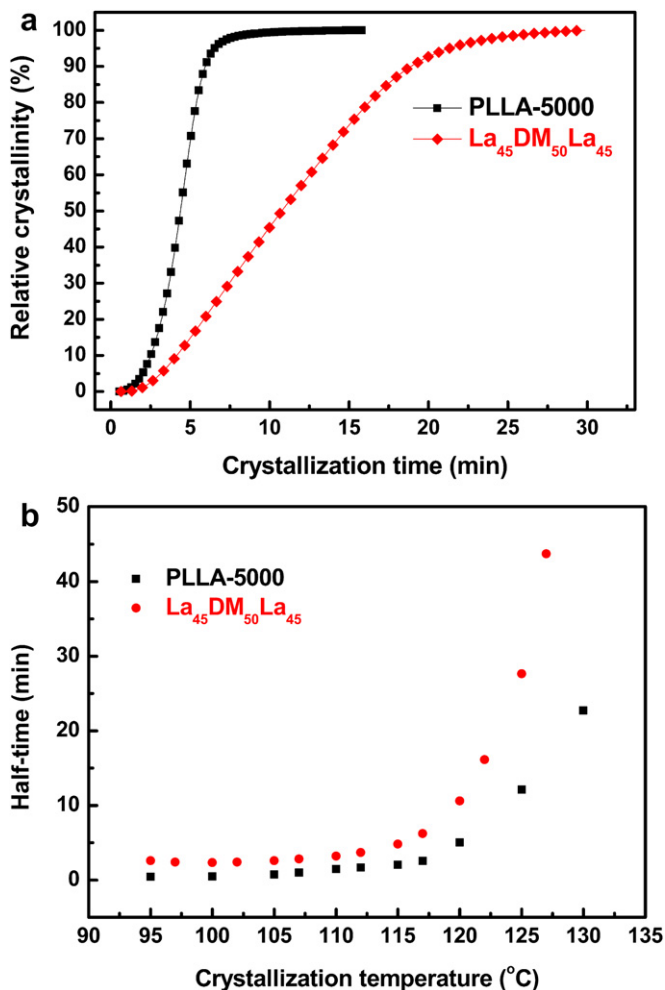 a
100
90
80
70
60
50
40
30
20
10
0
Relative crystallinity (%)
PLLA-5000
La₄₅DM₅₀La₄₅
0 5 10 15 20 25 30
Crystallization time (min)
b
50
40
30
20
10
0
Half-time (min)
PLLA-5000
La₄₅DM₅₀La₄₅
90 95 100 105 110 115 120 125 130 135
Crystallization temperature (°C)